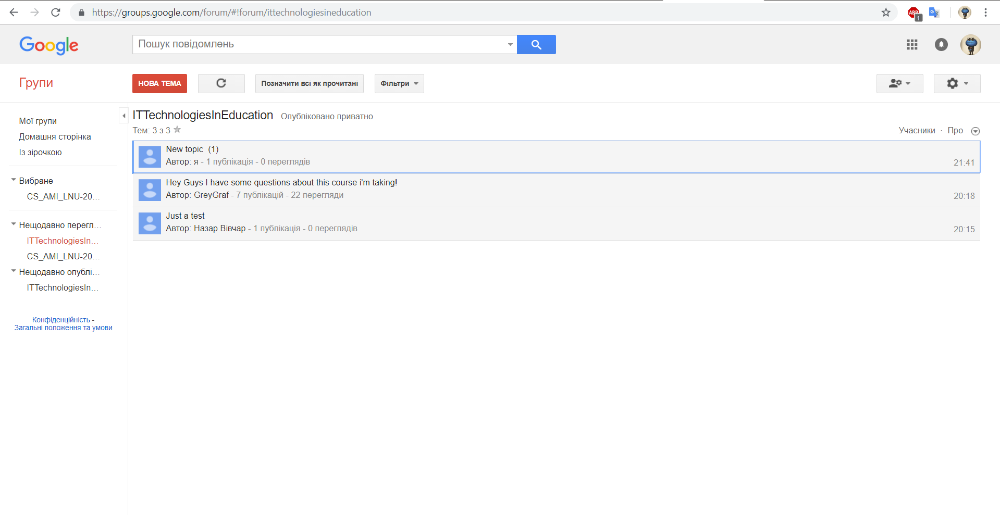 https://groups.google.com/forum/#!forum/ittechnologiesineducation
ABP
1
G
Google
Пошук повідомлень
Групи
НОВА ТЕМА
Позначити всі як прочитані
Фільтри
Мої групи
Домашня сторінка
Із зірочкою
Вибране
CS_AMI_LNU-20...
Нещодавно перегл...
ITTechnologiesIn...
CS_AMI_LNU-20...
Нещодавно опублі...
ITTechnologiesIn...
Конфіденційність -
Загальні положення та умови
ITTechnologiesInEducation Опубліковано приватно
Тем: 3 з 3
Учасники · Про
New topic (1)
Автор: я - 1 публікація - 0 переглядів
21:41
Hey Guys I have some questions about this course i'm taking!
Автор: GreyGraf - 7 публікацій - 22 перегляди
20:18
Just a test
Автор: Назар Вівчар - 1 публікація - 0 переглядів
20:15